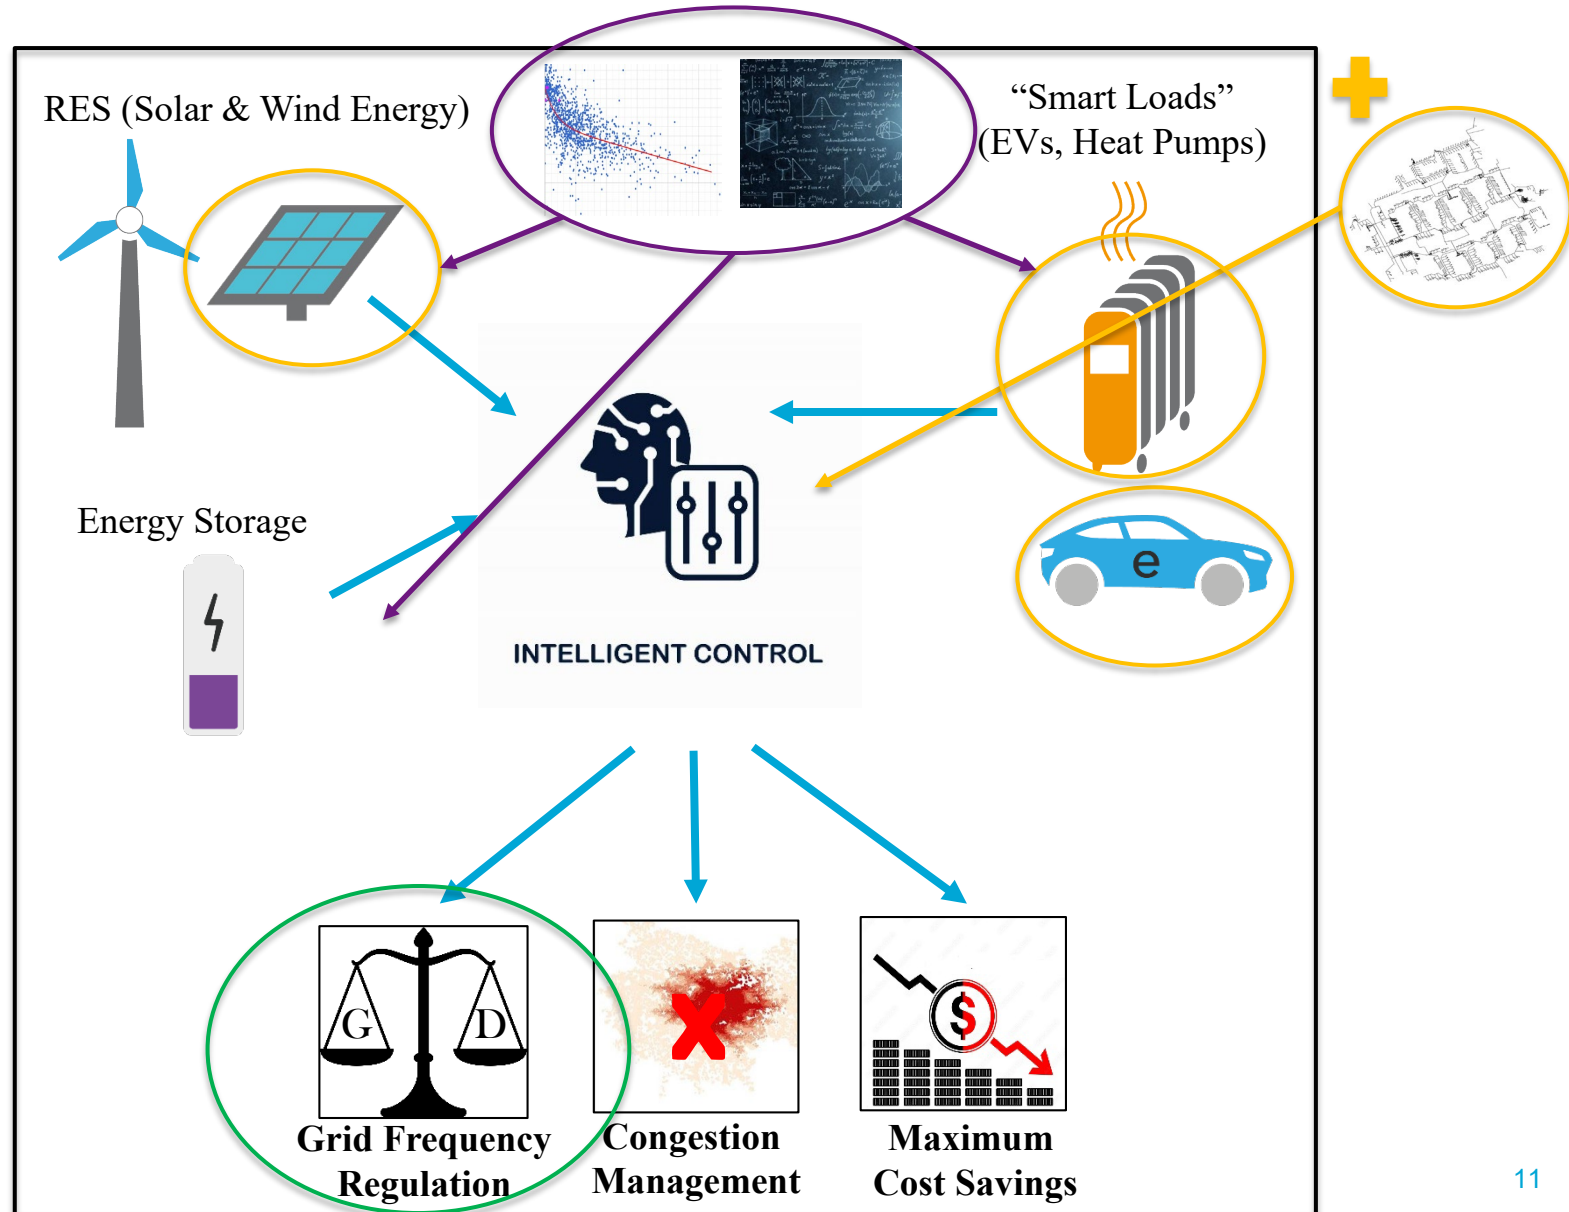 RES (Solar & Wind Energy)
“Smart Loads”
(EVs, Heat Pumps)
Energy Storage
e
INTELLIGENT CONTROL
G
D
$
Grid Frequency
Regulation
Congestion
Management
Maximum
Cost Savings
11